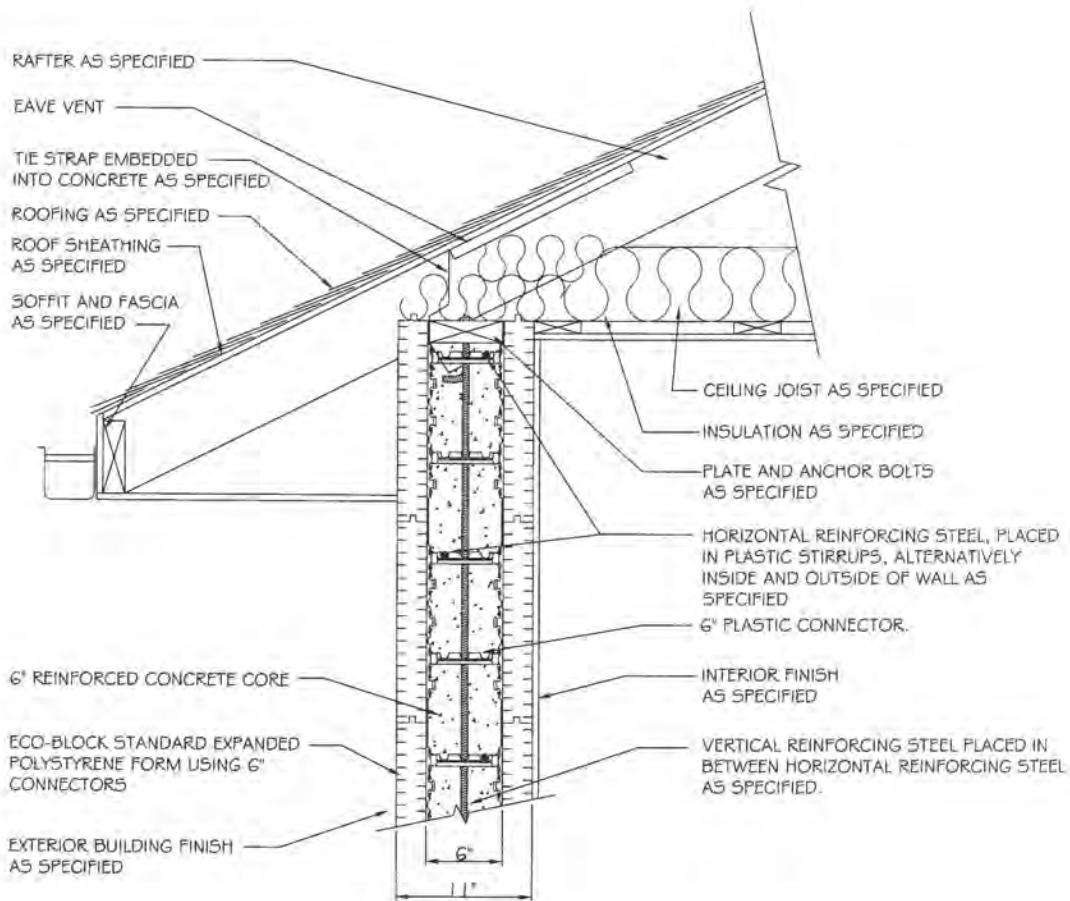 RAFTER AS SPECIFIED
EAVE VENT
TIE STRAP EMBEDDED
INTO CONCRETE AS SPECIFIED
ROOFING AS SPECIFIED
ROOF SHEATHING
AS SPECIFIED
SOFFIT AND FASCIA
AS SPECIFIED
CEILING JOIST AS SPECIFIED
INSULATION AS SPECIFIED
PLATE AND ANCHOR BOLTS
AS SPECIFIED
HORIZONTAL REINFORCING STEEL, PLACED
IN PLASTIC STIRRUPS, ALTERNATIVELY
INSIDE AND OUTSIDE OF WALL AS
SPECIFIED
6" PLASTIC CONNECTOR.
6" REINFORCED CONCRETE CORE
INTERIOR FINISH
AS SPECIFIED
ECO-BLOCK STANDARD EXPANDED
POLYSTYRENE FORM USING 6"
CONNECTORS
VERTICAL REINFORCING STEEL PLACED IN
BETWEEN HORIZONTAL REINFORCING STEEL
AS SPECIFIED.
EXTERIOR BUILDING FINISH
AS SPECIFIED
6"
11"